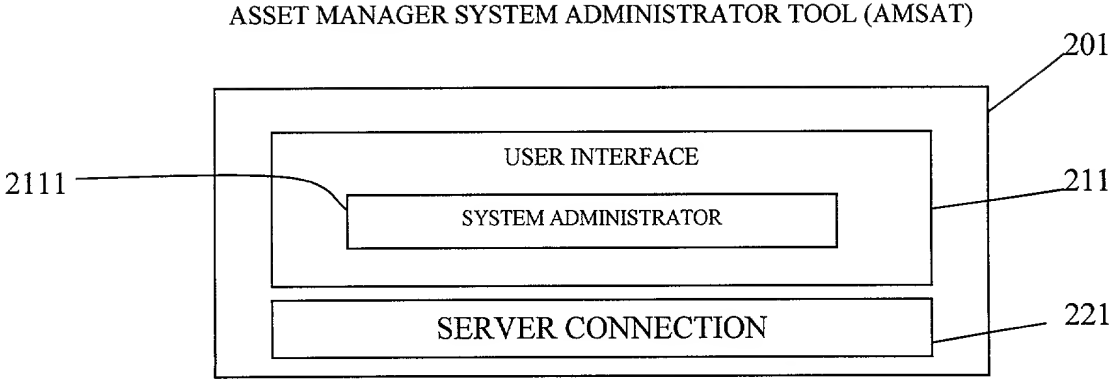 ASSET MANAGER SYSTEM ADMINISTRATOR TOOL (AMSAT)
201
USER INTERFACE
2111
211
SYSTEM ADMINISTRATOR
SERVER CONNECTION
221